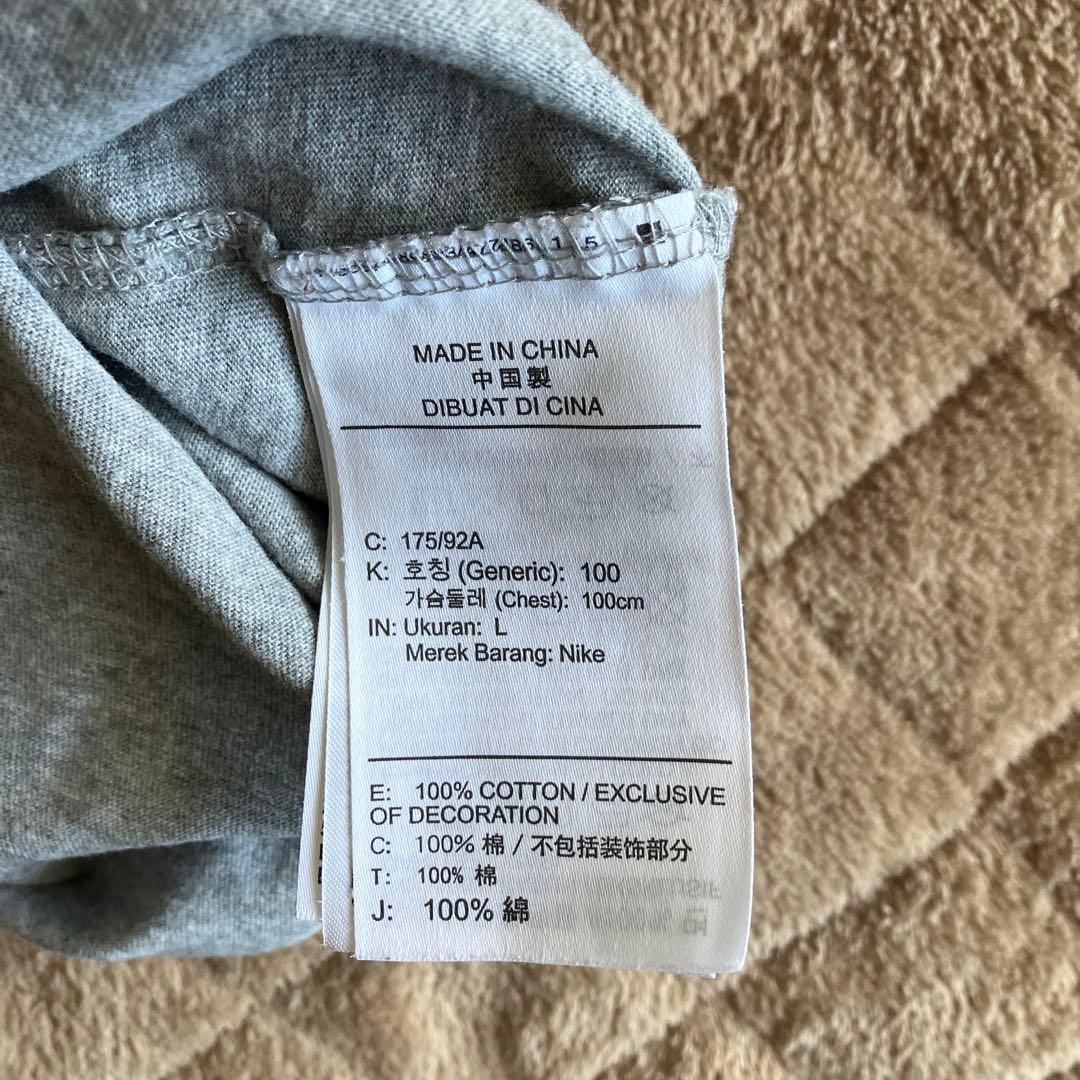 MADE IN CHINA
中国製
DIBUAT DI CINA
C: 175/92A
K: 호칭 (Generic): 100
가슴둘레 (Chest): 100cm
IN: Ukuran: L
Merek Barang: Nike
E: 100% COTTON / EXCLUSIVE
OF DECORATION
C: 100% 棉 / 不包括装饰部分
T: 100% 棉
J: 100% 綿